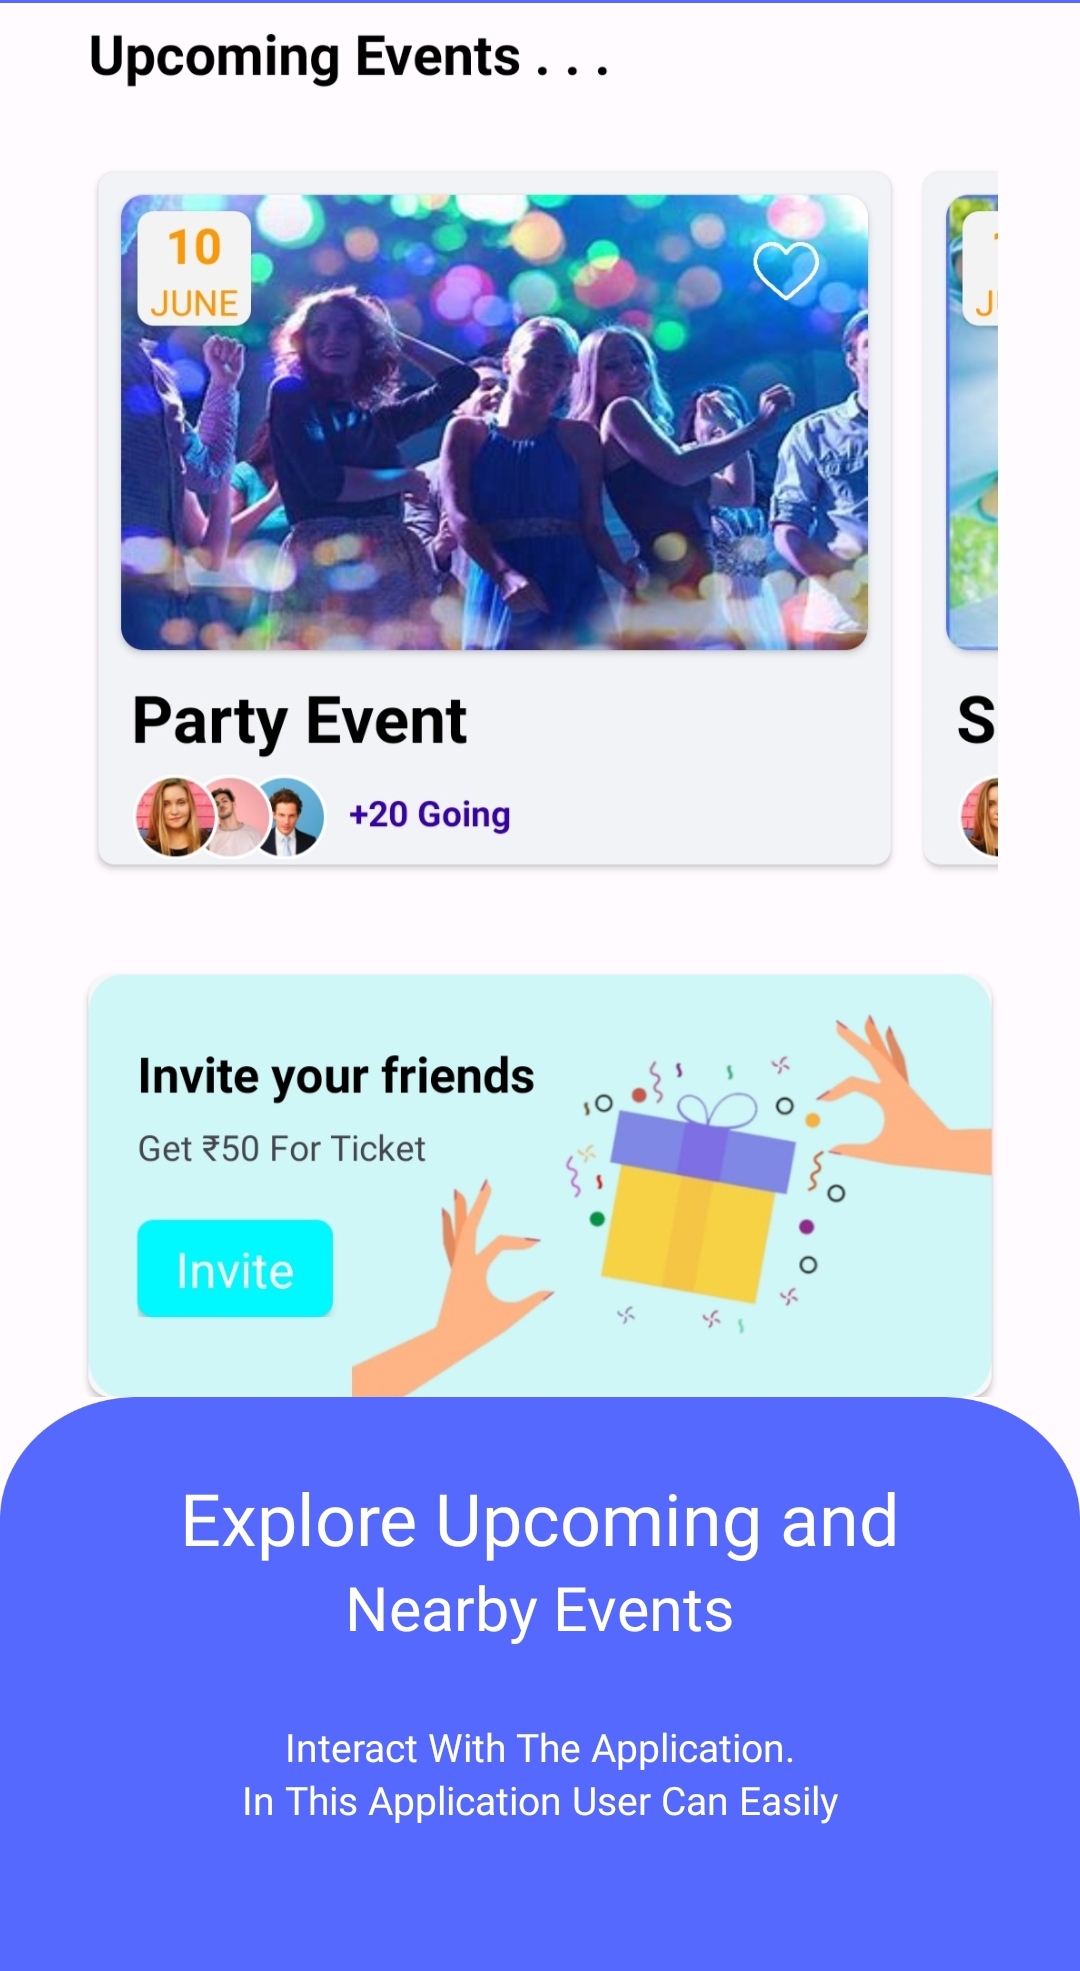 Upcoming Events . . .
10
JUNE
Party Event
+20 Going
Invite your friends
Get ₹50 For Ticket
Invite
Explore Upcoming and
Nearby Events
Interact With The Application.
In This Application User Can Easily